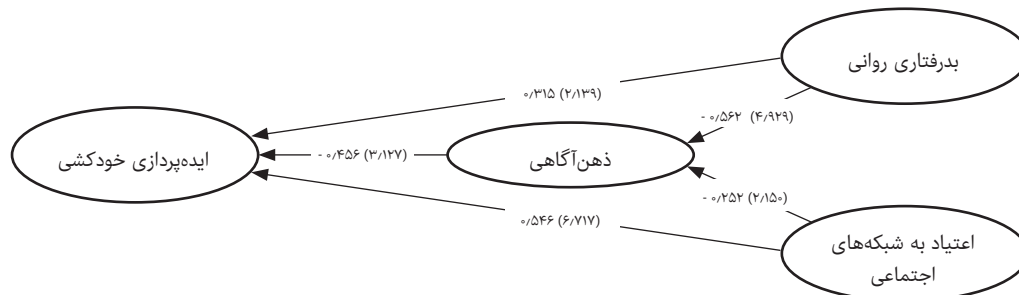 بدرفتاری روانی
۰٫۳۱۵ (۲٫۱۳۹)
- ۰٫۵۶۲ (۴٫۹۲۹)
ذهن‌آگاهی
- ۰٫۴۵۶ (۳٫۱۲۷)
ایده‌پردازی خودکشی
- ۰٫۲۵۲ (۲٫۱۵۰)
۰٫۵۴۶ (۶٫۷۱۷)
اعتیاد به شبکه‌های
اجتماعی